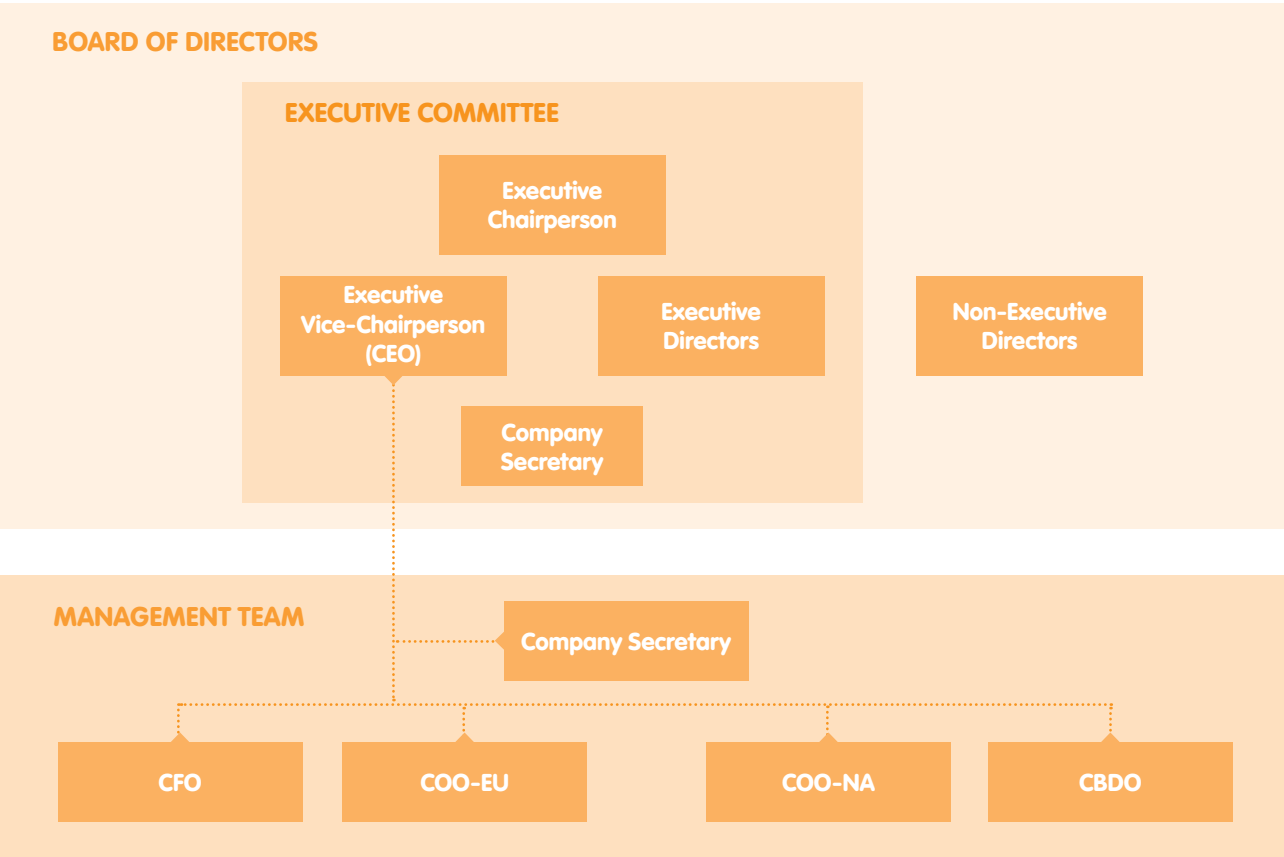 BOARD OF DIRECTORS
EXECUTIVE COMMITTEE
Executive
Chairperson
Executive
Vice-Chairperson
(CEO)
Executive
Directors
Non-Executive
Directors
Company
Secretary
MANAGEMENT TEAM
Company Secretary
CFO
COO-EU
COO-NA
CBDO